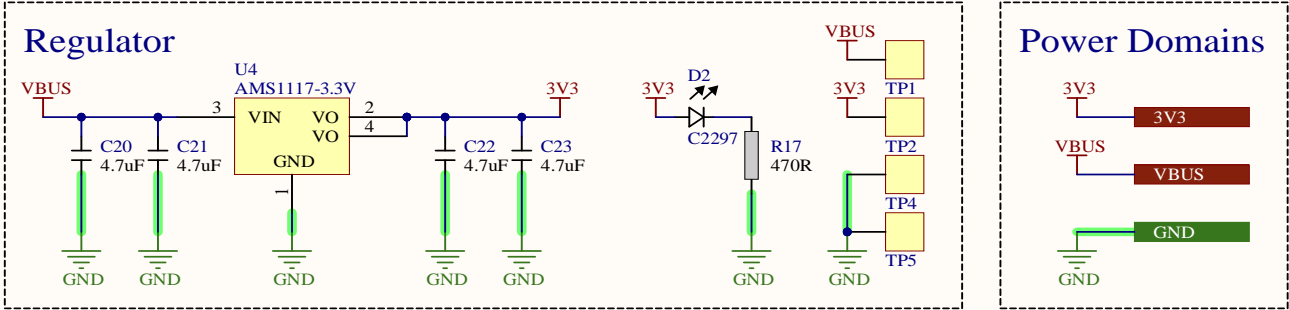 Regulator
VBUS
U4
AMS1117-3.3V
3
VIN
VO
2
VO
4
GND
1
3V3
C20
4.7uF
C21
4.7uF
C22
4.7uF
C23
4.7uF
GND
GND
GND
GND
GND
3V3
D2
C2297
R17
470R
GND
VBUS
TP1
3V3
TP2
TP4
TP5
GND
Power Domains
3V3
3V3
VBUS
VBUS
GND
GND